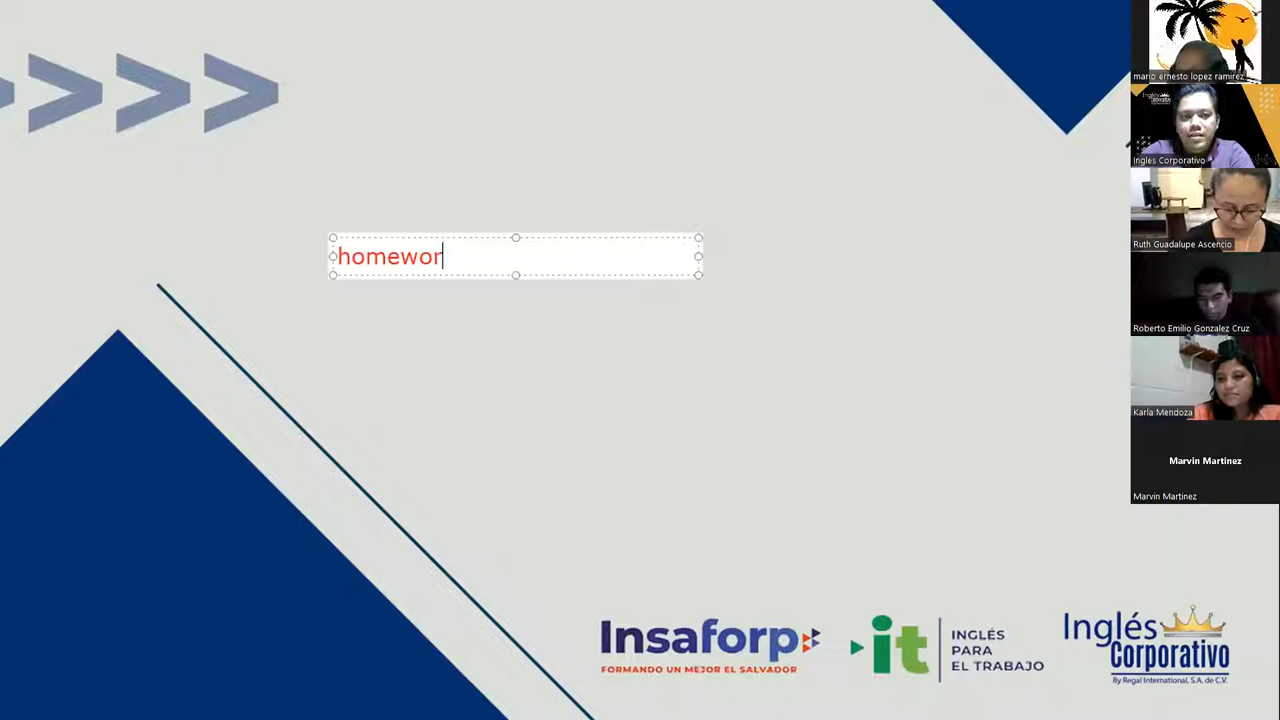 homewor
mario ernesto lopez ramirez
Ingles Corporativo
Ruth Guadalupe Ascencio
Roberto Emilio Gonzalez Cruz
Karla Mendoza
Marvin Martinez
Marvin Martinez
Insaforp
FORMANDO UN MEJOR EL SALVADOR
it
INGLÉS
PARA
EL TRABAJO
Inglés
Corporativo
By Regal International, S.A. de C.V.